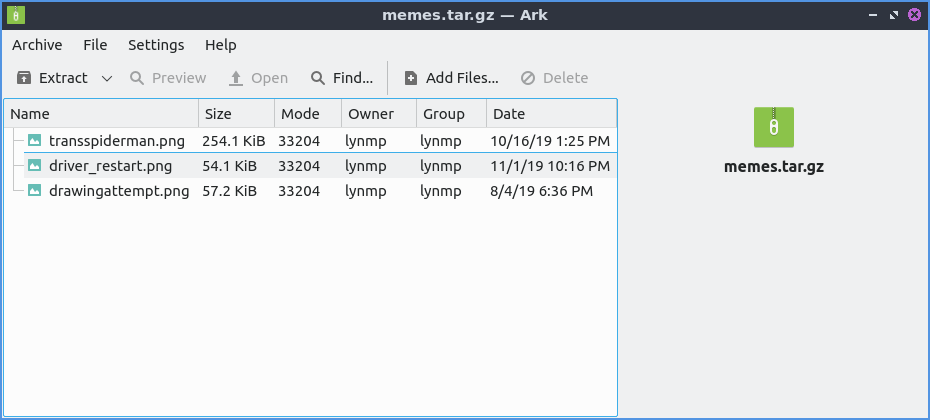 memes.tar.gz — Ark
Archive File Settings Help
Extract Preview Open Find... Add Files... Delete
Name Size Mode Owner Group Date
transspiderman.png 254.1 KiB 33204 lynmp lynmp 10/16/19 1:25 PM
driver_restart.png 54.1 KiB 33204 lynmp lynmp 11/1/19 10:16 PM
drawingattempt.png 57.2 KiB 33204 lynmp lynmp 8/4/19 6:36 PM
memes.tar.gz